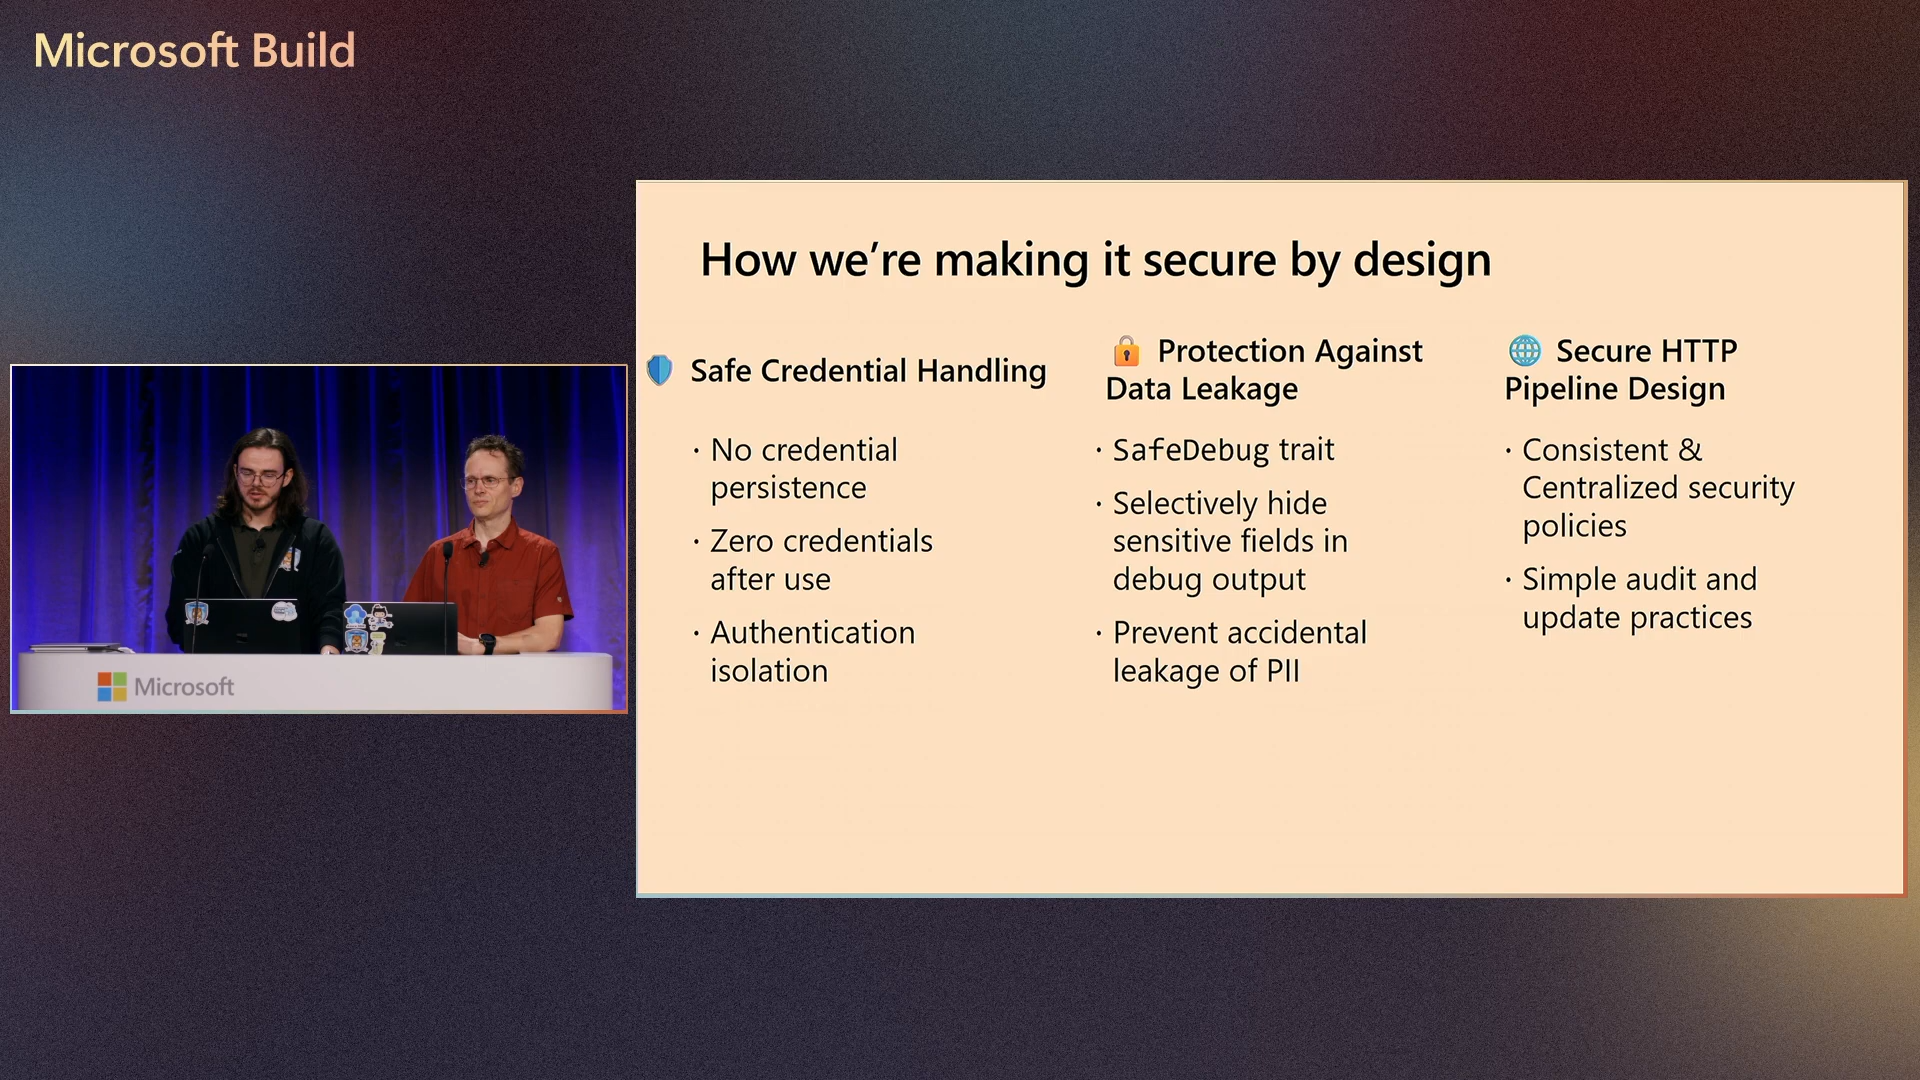 Microsoft Build
How we're making it secure by design
Safe Credential Handling
· No credential
persistence
· Zero credentials
after use
· Authentication
isolation
Protection Against
Data Leakage
· SafeDebug trait
· Selectively hide
sensitive fields in
debug output
· Prevent accidental
leakage of PII
Secure HTTP
Pipeline Design
· Consistent &
Centralized security
policies
· Simple audit and
update practices
Microsoft